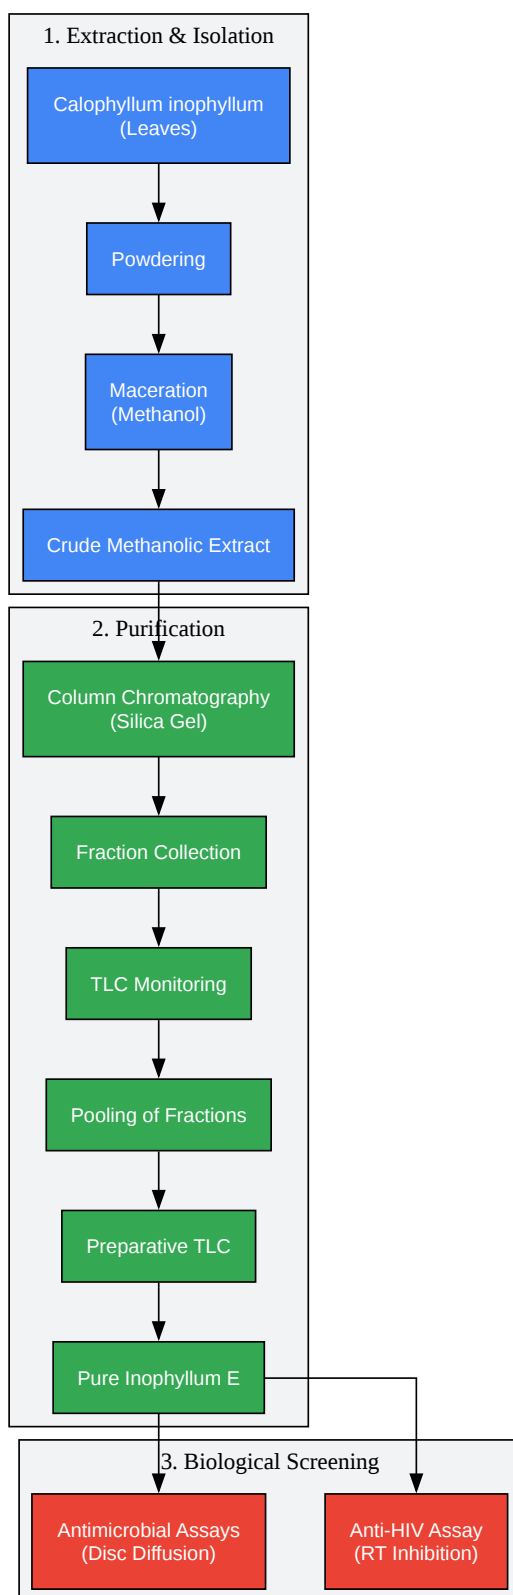 1. Extraction & Isolation
Calophyllum inophyllum
(Leaves)
Powdering
Maceration
(Methanol)
Crude Methanolic Extract
2. Purification
Column Chromatography
(Silica Gel)
Fraction Collection
TLC Monitoring
Pooling of Fractions
Preparative TLC
Pure Inophyllum E
3. Biological Screening
Antimicrobial Assays
(Disc Diffusion)
Anti-HIV Assay
(RT Inhibition)